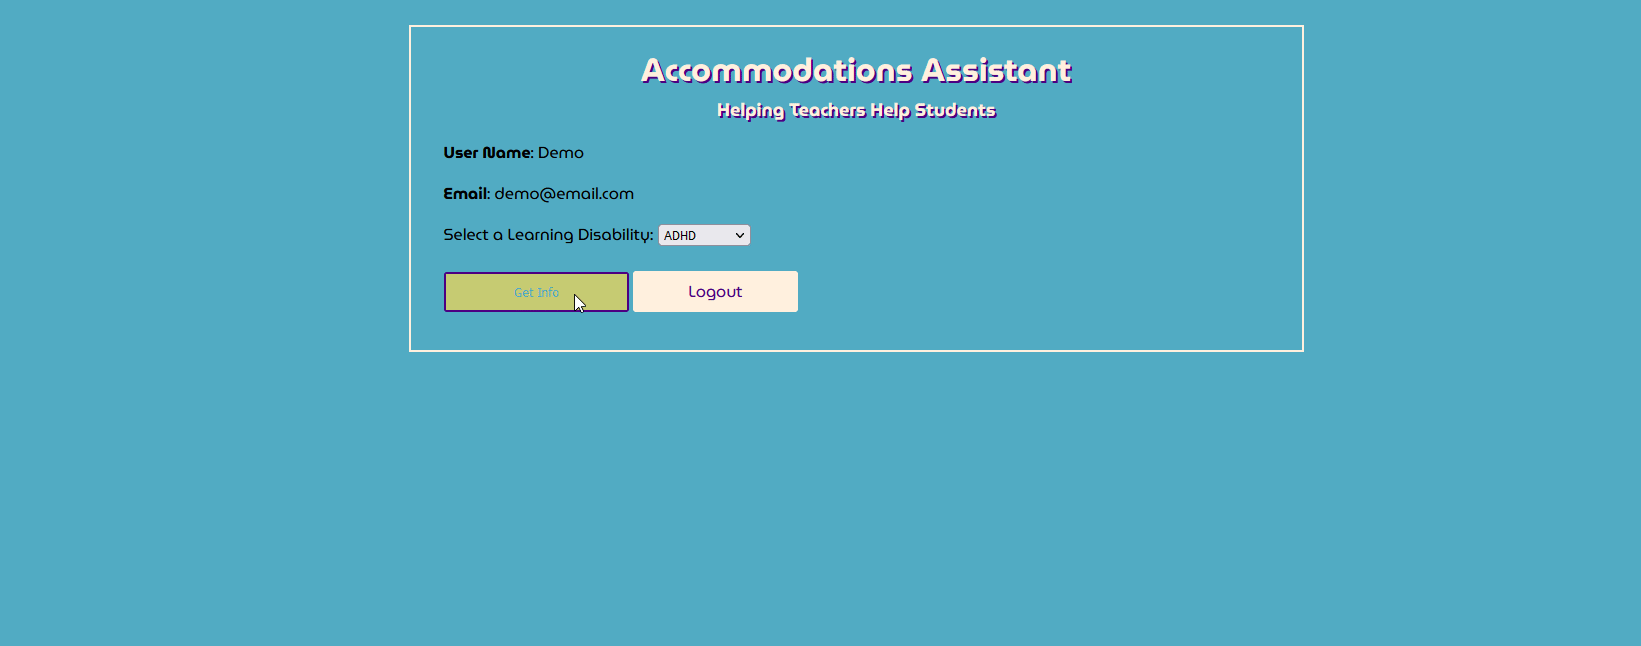 Accommodations Assistant
Helping Teachers Help Students
User Name: Demo
Email: demo@email.com
Select a Learning Disability: ADHD
Get Info Logout